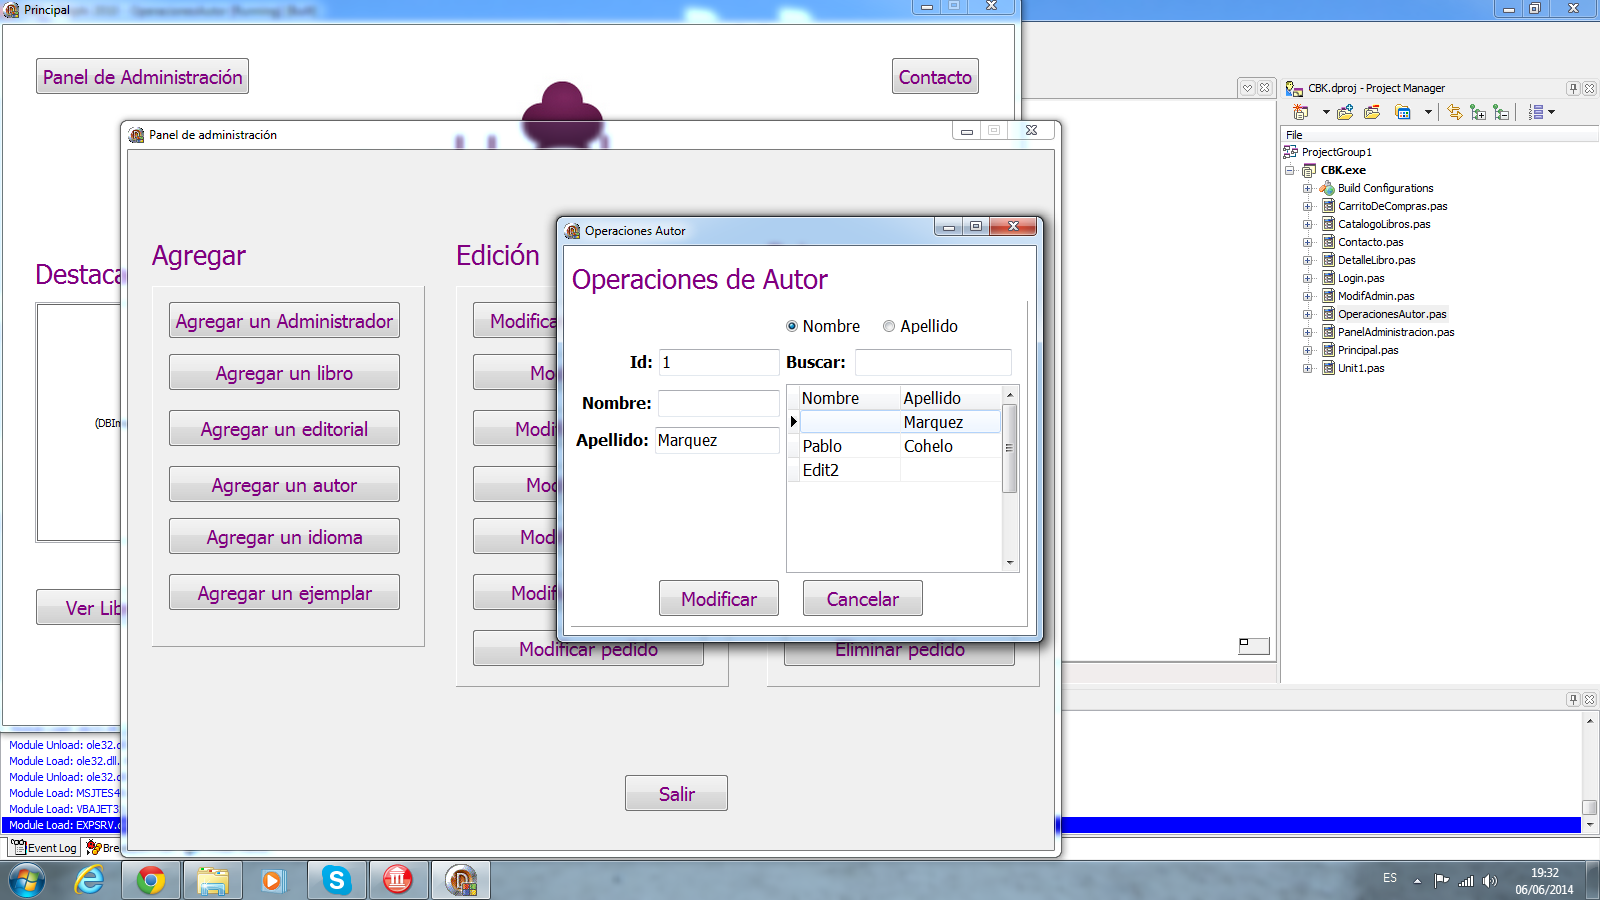 Principal
Panel de Administración
Contacto
CBK.dproj - Project Manager
File
ProjectGroup1
CBK.exe
Build Configurations
CarritoDeCompras.pas
CatalogoLibros.pas
Contacto.pas
DetalleLibro.pas
Login.pas
ModifAdmin.pas
OperacionesAutor.pas
PanelAdministracion.pas
Principal.pas
Unit1.pas
Destaca
(DBIm
Ver Lib
Panel de administración
Agregar
Agregar un Administrador
Agregar un libro
Agregar un editorial
Agregar un autor
Agregar un idioma
Agregar un ejemplar
Edición
Modifica
Mo
Modi
Mod
Mod
Modif
Modificar pedido
Eliminar pedido
Salir
Operaciones Autor
Operaciones de Autor
Nombre Apellido
Id: 1 Buscar:
Nombre:
Apellido: Marquez
Nombre Apellido
Marquez
Pablo Cohelo
Edit2
Modificar Cancelar
Module Unload: ole32.d
Module Load: ole32.dll.
Module Unload: ole32.d
Module Load: MSJTES4
Module Load: VBAJET3
Module Load: EXPSRV.d
Event Log Bre
ES
19:32
06/06/2014